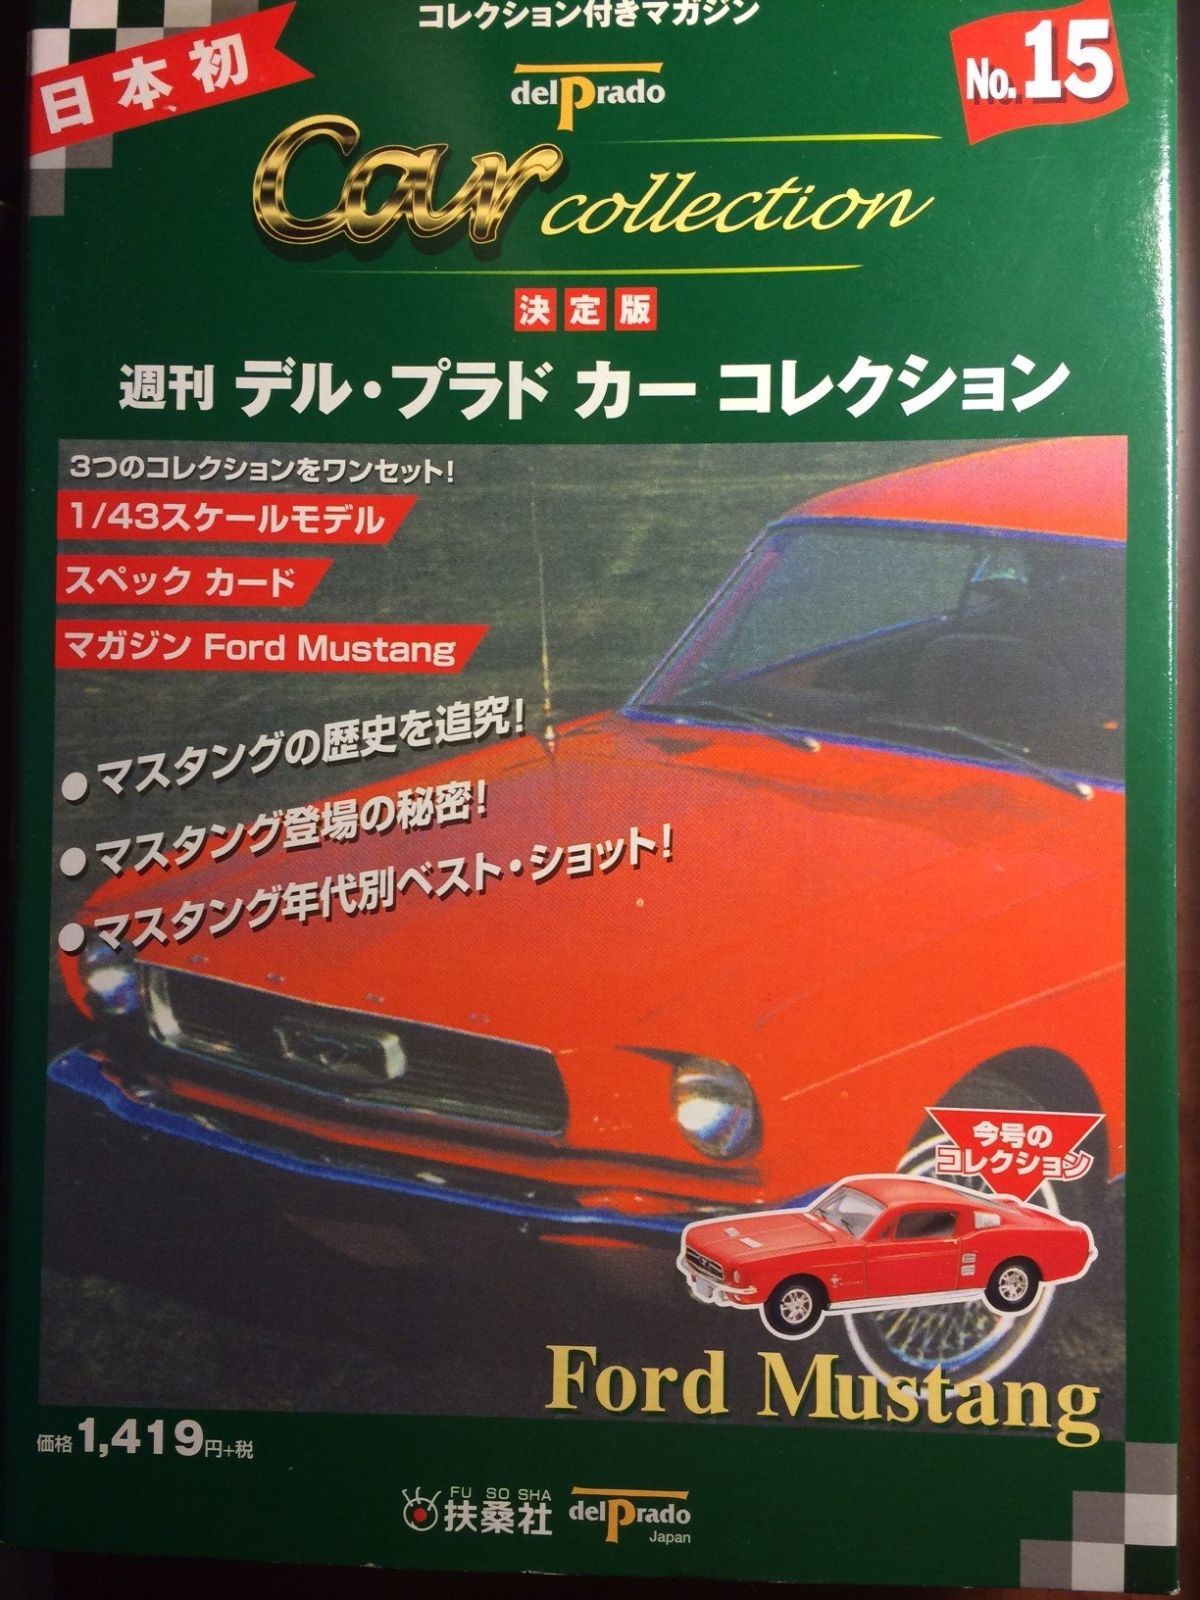 コレクション付きマガジン
日本初
delPrado
No.15
Car collection
決定版
週刊 デル・プラド カー コレクション
3つのコレクションをワンセット!
1/43スケールモデル
スペック カード
マガジン Ford Mustang
●マスタングの歴史を追究!
●マスタング登場の秘密!
●マスタング年代別ベスト・ショット!
今号の
コレクション
Ford Mustang
価格1,419円+税
FU SO SHA
扶桑社
delPrado
Japan